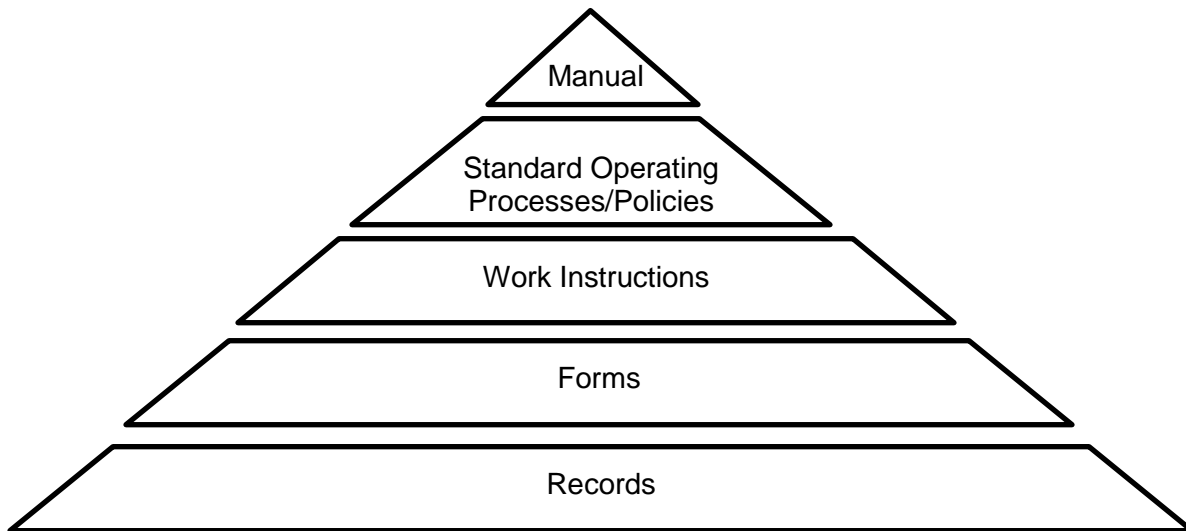 Manual
Standard Operating
Processes/Policies
Work Instructions
Forms
Records